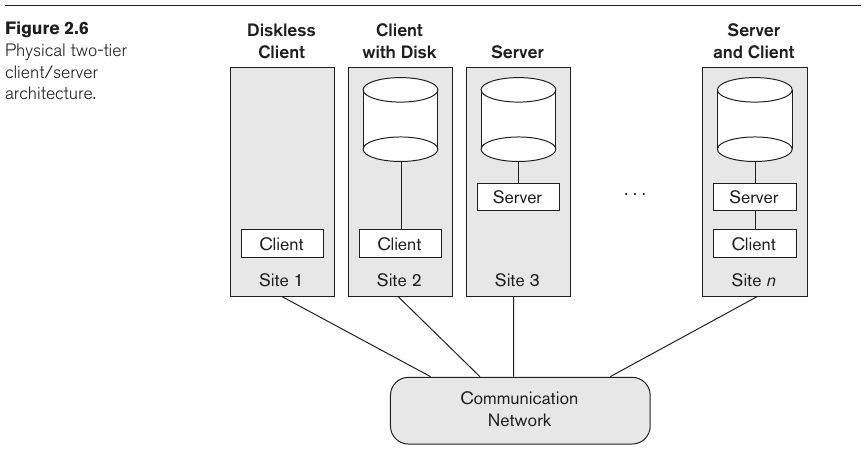 Figure 2.6
Physical two-tier
client/server
architecture.
Diskless
Client
Client
with Disk
Server
Server
and Client
Server
. . .
Server
Client
Client
Client
Site 1
Site 2
Site 3
Site n
Communication
Network